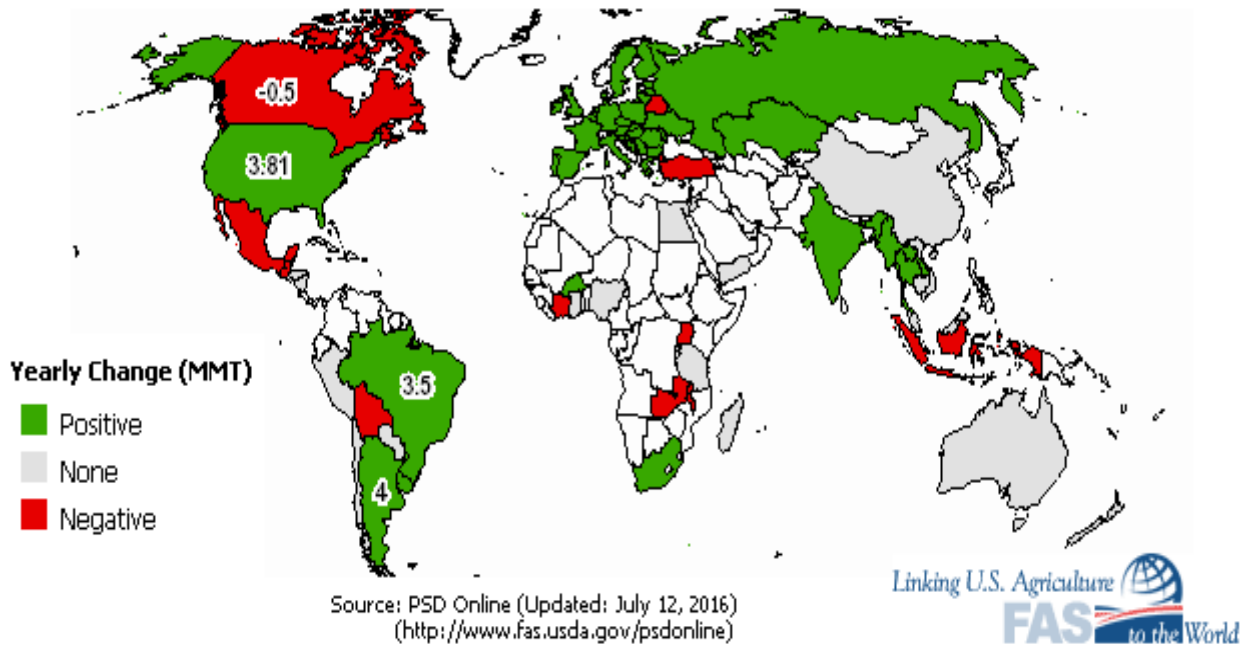 -0.5
3.81
3.5
4
Yearly Change (MMT)
Positive
None
Negative
Source: PSD Online (Updated: July 12, 2016)
(http://www.fas.usda.gov/psdonline)
Linking U.S. Agriculture
FAS
to the World